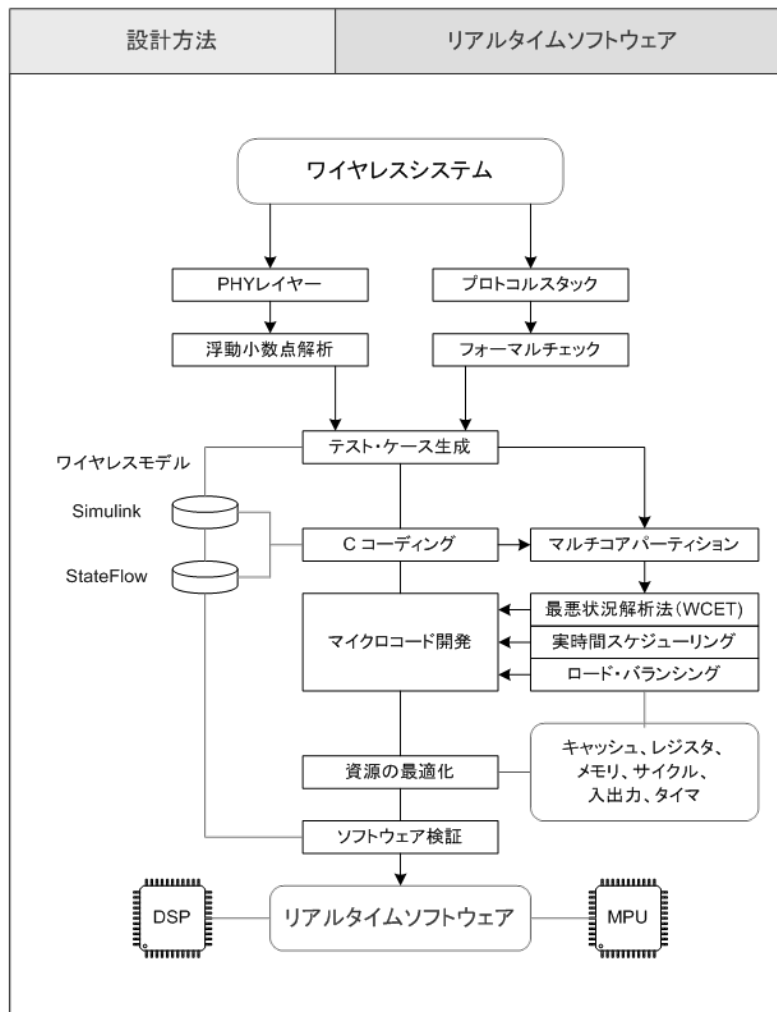 設計方法
リアルタイムソフトウェア
ワイヤレスシステム
PHYレイヤー
プロトコルスタック
浮動小数点解析
フォーマルチェック
テスト・ケース生成
ワイヤレスモデル
Simulink
C コーディング
マルチコアパーティション
StateFlow
最悪状況解析法(WCET)
マイクロコード開発
実時間スケジューリング
ロード・バランシング
キャッシュ、レジスタ、
メモリ、サイクル、
入出力、タイマ
資源の最適化
ソフトウェア検証
DSP
リアルタイムソフトウェア
MPU